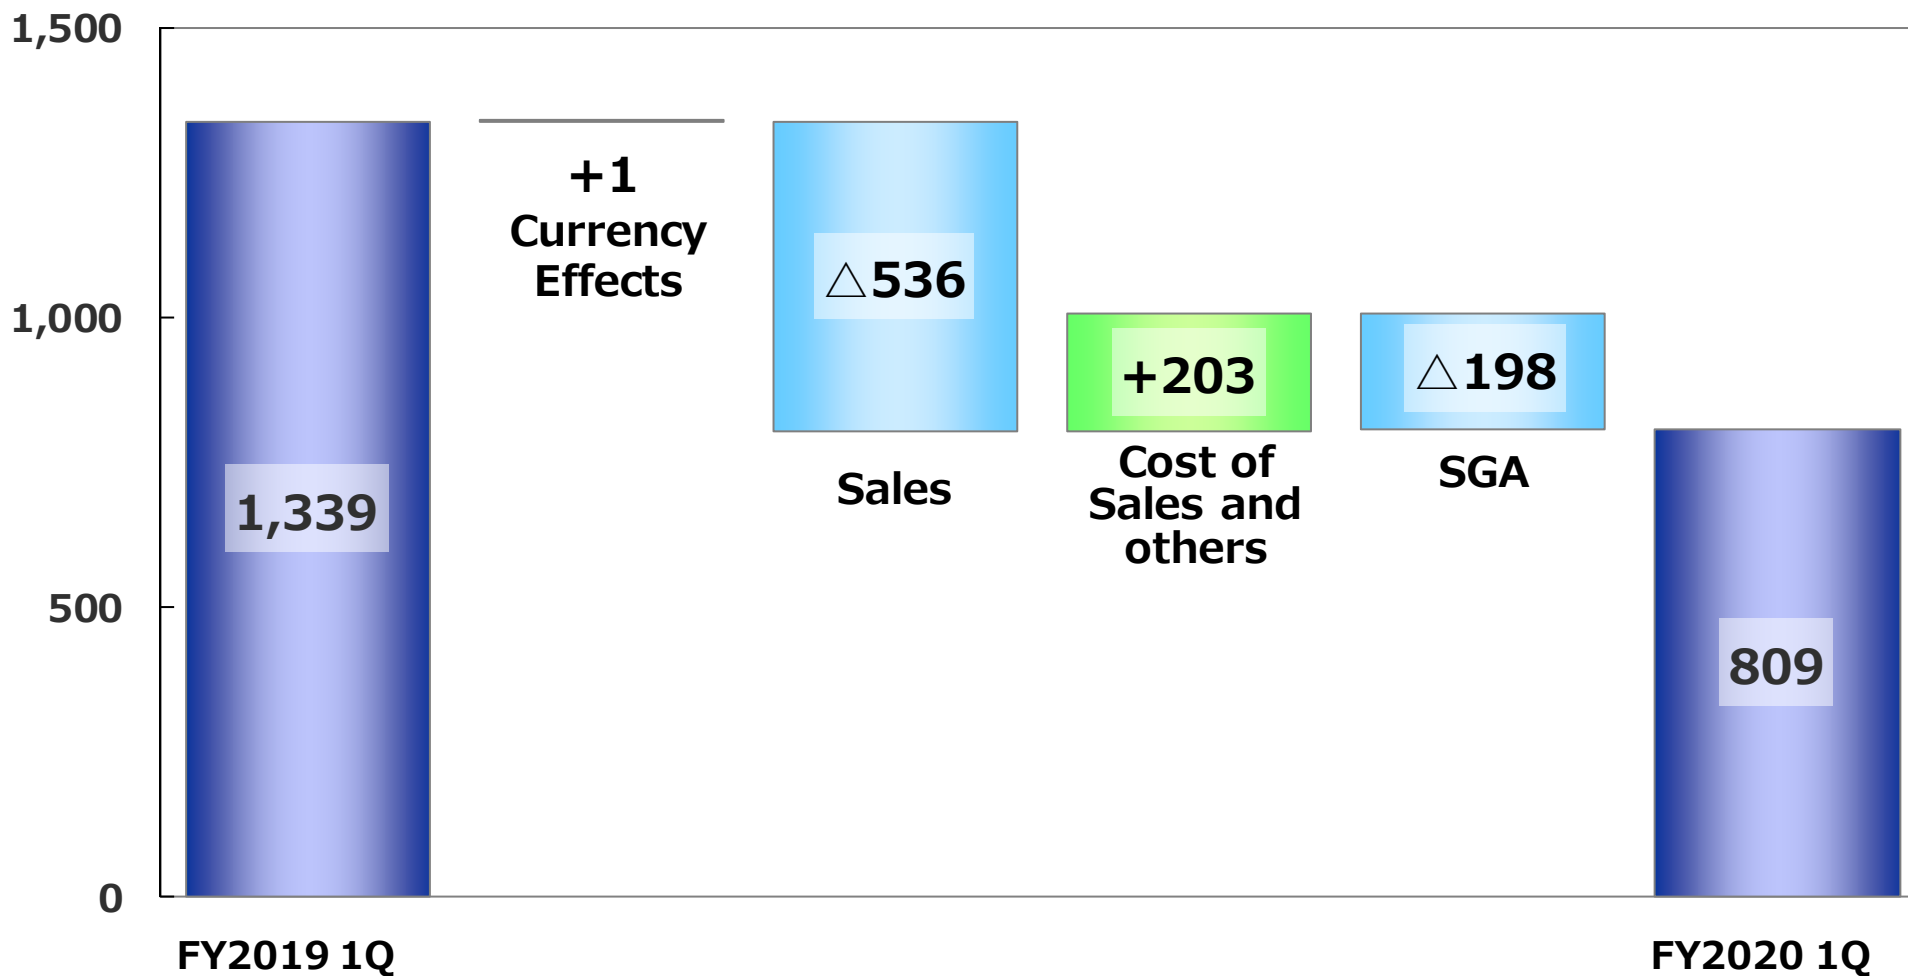 1,500
1,000
500
0
1,339
+1
Currency
Effects
△536
Sales
+203
Cost of
Sales and
others
△198
SGA
809
FY2019 1Q
FY2020 1Q